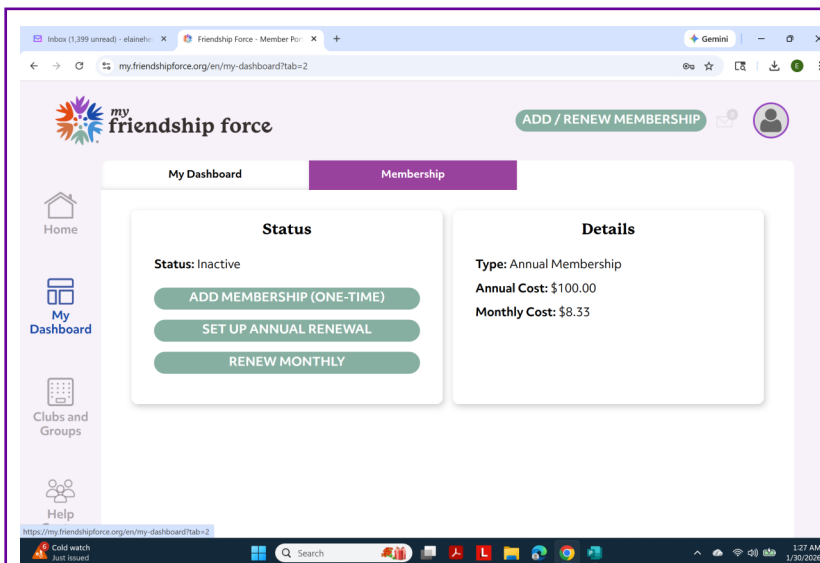 Inbox (1,399 unread) - elainehe
Friendship Force - Member Por
Gemini
my.friendshipforce.org/en/my-dashboard?tab=2
E
my
friendship force
ADD / RENEW MEMBERSHIP
0
My Dashboard
Membership
Home
My
Dashboard
Clubs and
Groups
Help
Status
Status: Inactive
ADD MEMBERSHIP (ONE-TIME)
SET UP ANNUAL RENEWAL
RENEW MONTHLY
Details
Type: Annual Membership
Annual Cost: $100.00
Monthly Cost: $8.33
https://my.friendshipforce.org/en/my-dashboard?tab=2
6
Cold watch
Just issued
Search
L
1:27 AM
1/30/2026